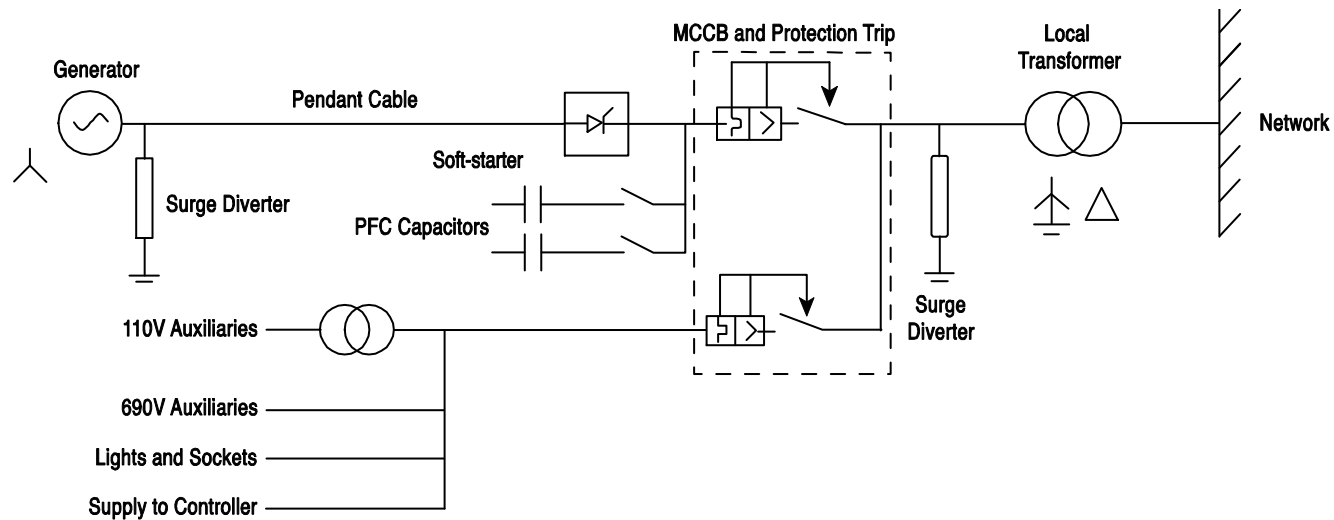 MCCB and Protection Trip
Local
Transformer
Generator
Pendant Cable
Network
Soft-starter
Surge Diverter
PFC Capacitors
Surge
Diverter
110V Auxiliaries
690V Auxiliaries
Lights and Sockets
Supply to Controller